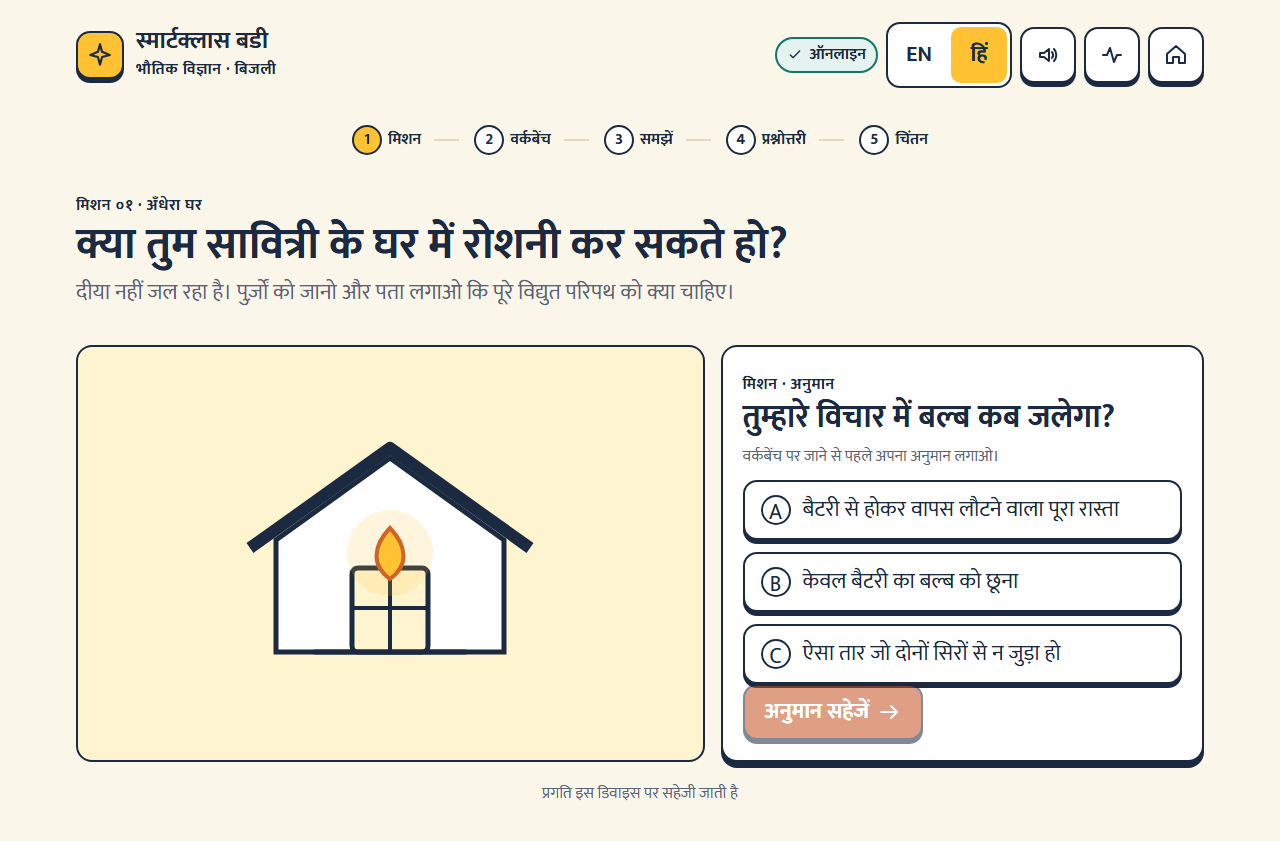 स्मार्टक्लास बडी
भौतिक विज्ञान · बिजली
ऑनलाइन
EN
हिं
1 मिशन
2 वर्कबेंच
3 समझें
4 प्रश्नोत्तरी
5 चिंतन
मिशन ०१ · अँधेरा घर
क्या तुम सावित्री के घर में रोशनी कर सकते हो?
दीया नहीं जल रहा है। पुर्ज़ों को जानो और पता लगाओ कि पूरे विद्युत परिपथ को क्या चाहिए।
मिशन · अनुमान
तुम्हारे विचार में बल्ब कब जलेगा?
वर्कबेंच पर जाने से पहले अपना अनुमान लगाओ।
A बैटरी से होकर वापस लौटने वाला पूरा रास्ता
B केवल बैटरी का बल्ब को छूना
C ऐसा तार जो दोनों सिरों से न जुड़ा हो
अनुमान सहेजें →
प्रगति इस डिवाइस पर सहेजी जाती है